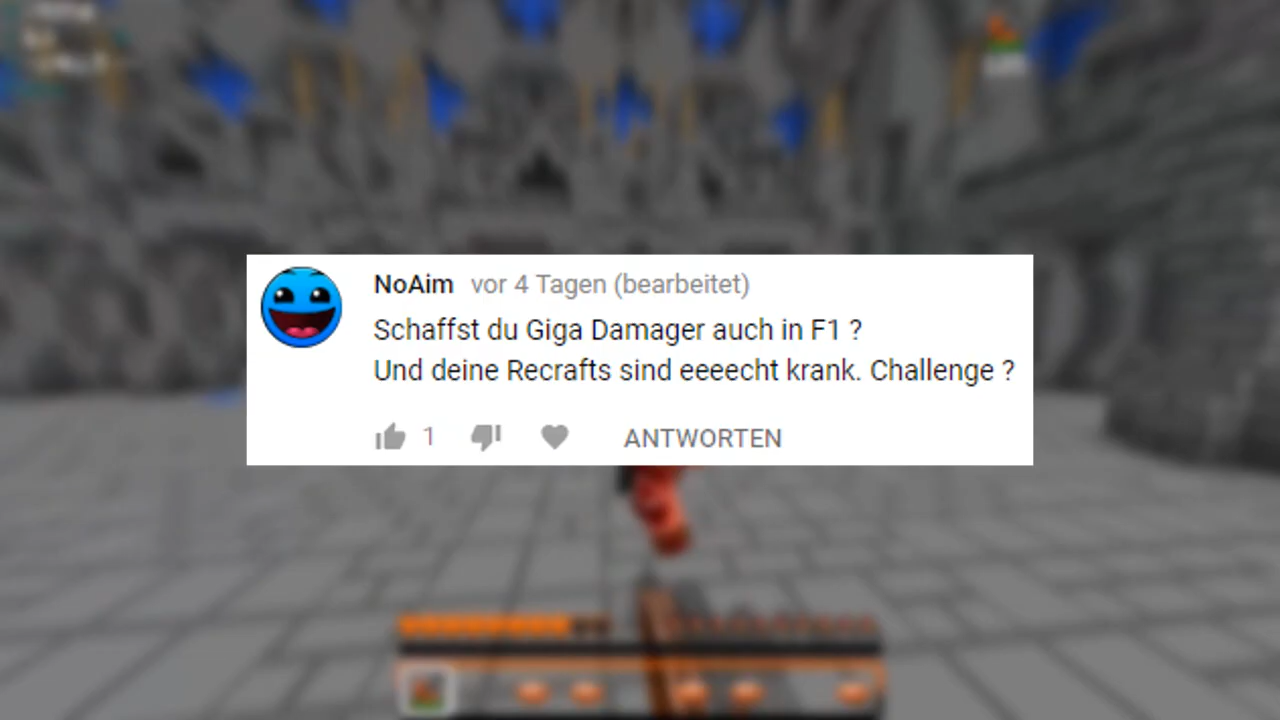 NoAim vor 4 Tagen (bearbeitet)
Schaffst du Giga Damager auch in F1 ?
Und deine Recrafts sind eeeecht krank. Challenge ?
1
ANTWORTEN